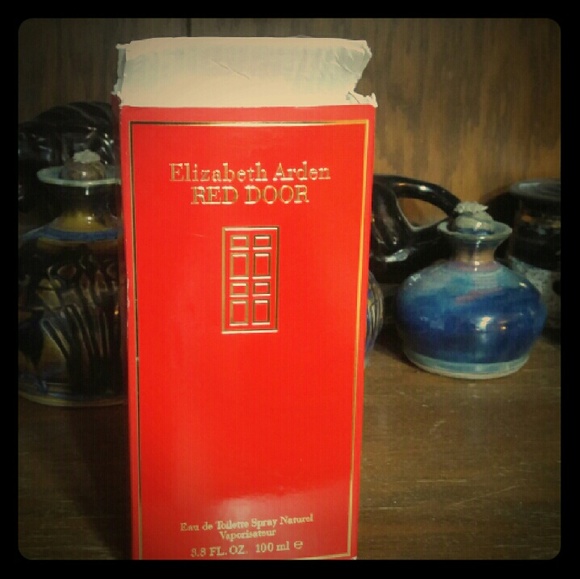 Elizabeth Arden
RED DOOR
Eau de Toilette Spray Naturel
Vaporisateur
3.3 FL. OZ. 100 ml ℮